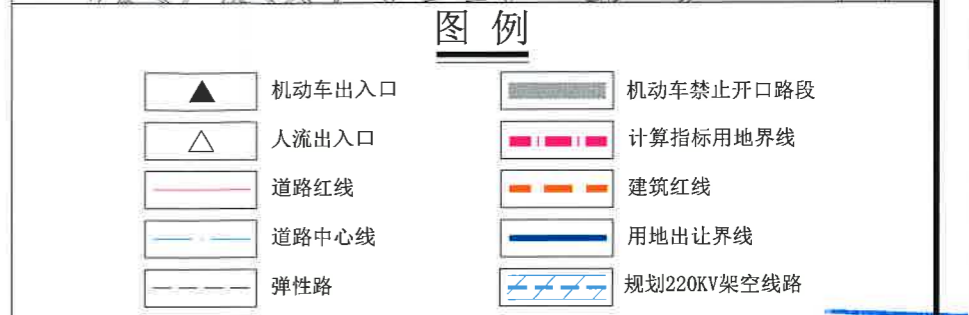 图 例
机动车出入口
机动车禁止开口路段
人流出入口
计算指标用地界线
道路红线
建筑红线
道路中心线
用地出让界线
弹性路
规划220KV架空线路